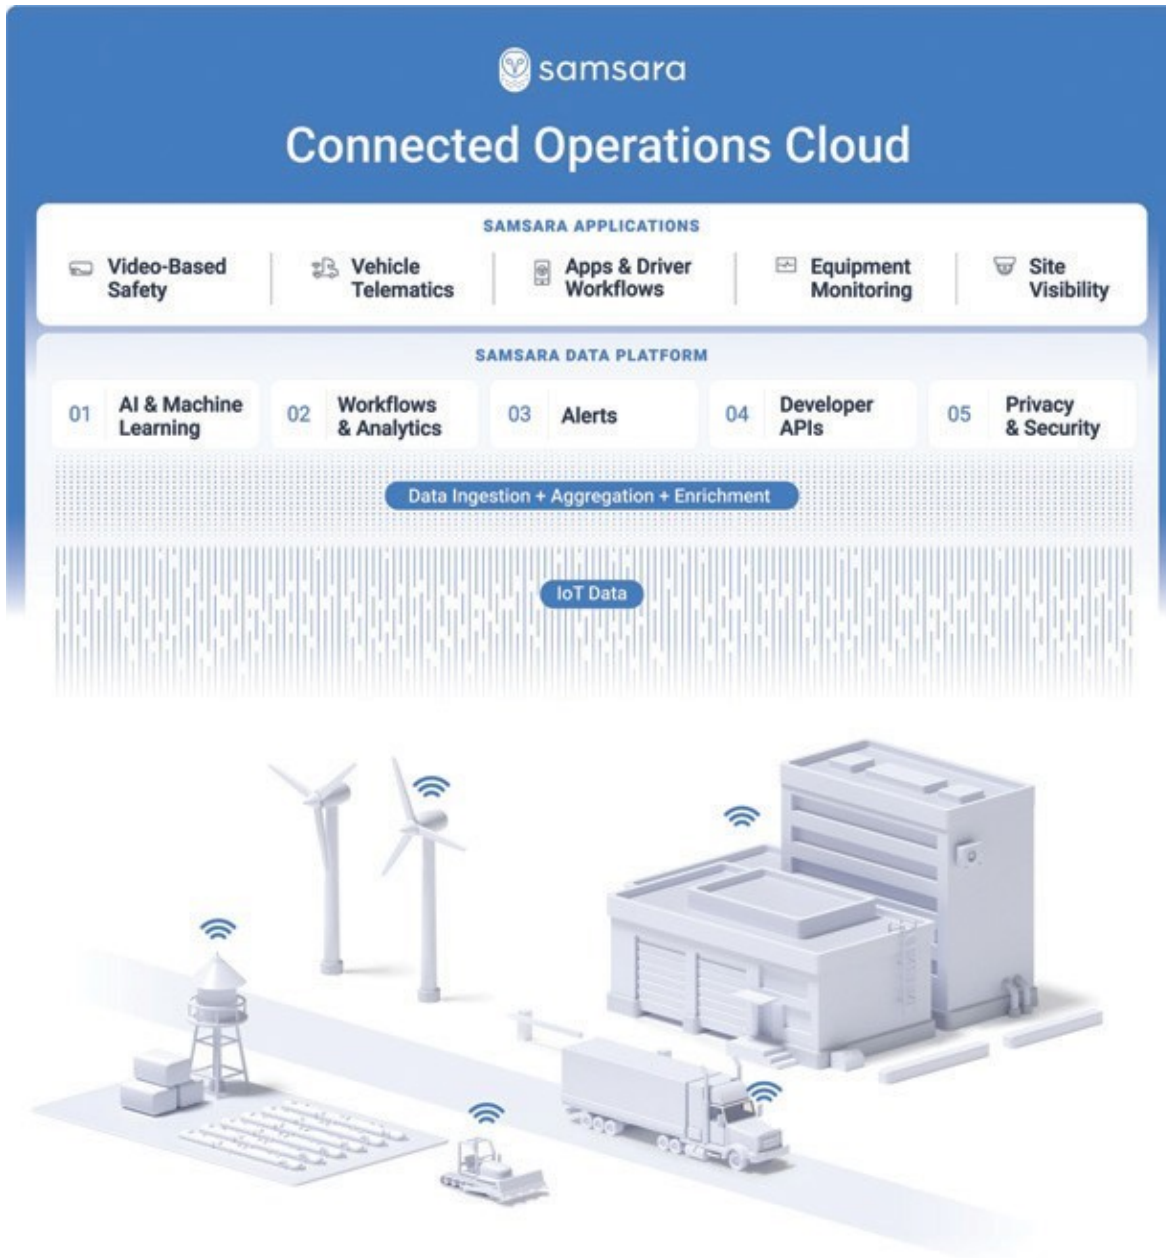 samsara
Connected Operations Cloud
SAMSARA APPLICATIONS
Video-Based
Safety
Vehicle
Telematics
Apps & Driver
Workflows
Equipment
Monitoring
Site
Visibility
SAMSARA DATA PLATFORM
01
AI & Machine
Learning
02
Workflows
& Analytics
03
Alerts
04
Developer
APIs
05
Privacy
& Security
Data Ingestion + Aggregation + Enrichment
IoT Data